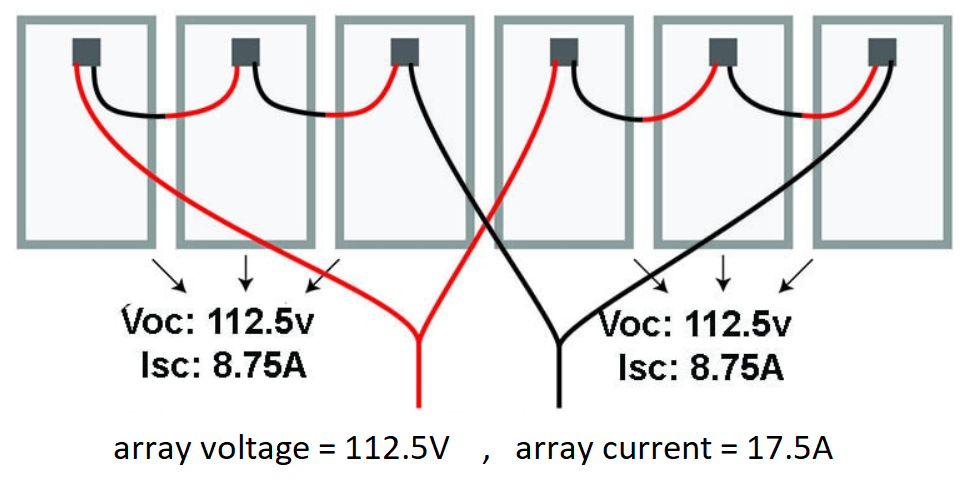 Voc: 112.5v
Isc: 8.75A
Voc: 112.5v
Isc: 8.75A
array voltage = 112.5V , array current = 17.5A